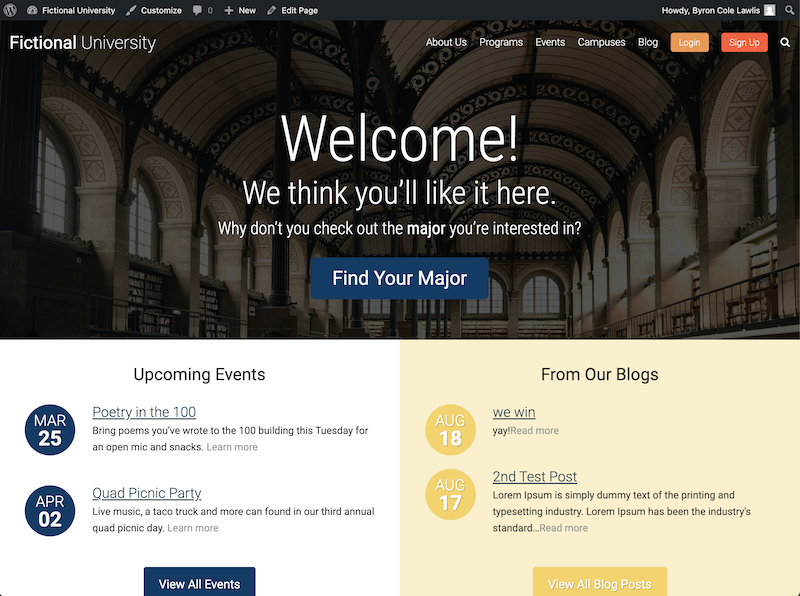 Fictional University Customize 0 New Edit Page Howdy, Byron Cole Lawlis
Fictional University About Us Programs Events Campuses Blog Login Sign Up
Welcome!
We think you’ll like it here.
Why don’t you check out the major you’re interested in?
Find Your Major
Upcoming Events
MAR
25
Poetry in the 100
Bring poems you’ve wrote to the 100 building this Tuesday for
an open mic and snacks. Learn more
APR
02
Quad Picnic Party
Live music, a taco truck and more can found in our third annual
quad picnic day. Learn more
View All Events
From Our Blogs
AUG
18
we win
yay!Read more
AUG
17
2nd Test Post
Lorem Ipsum is simply dummy text of the printing and
typesetting industry. Lorem Ipsum has been the industry's
standard…Read more
View All Blog Posts